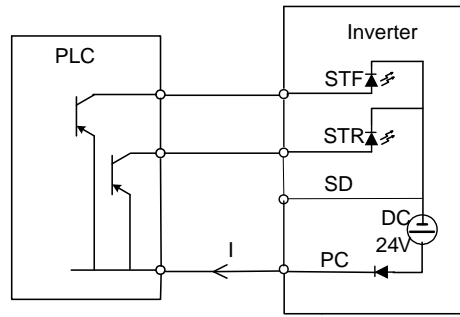 Inverter
PLC
STF
STR
SD
DC
24V
I
PC